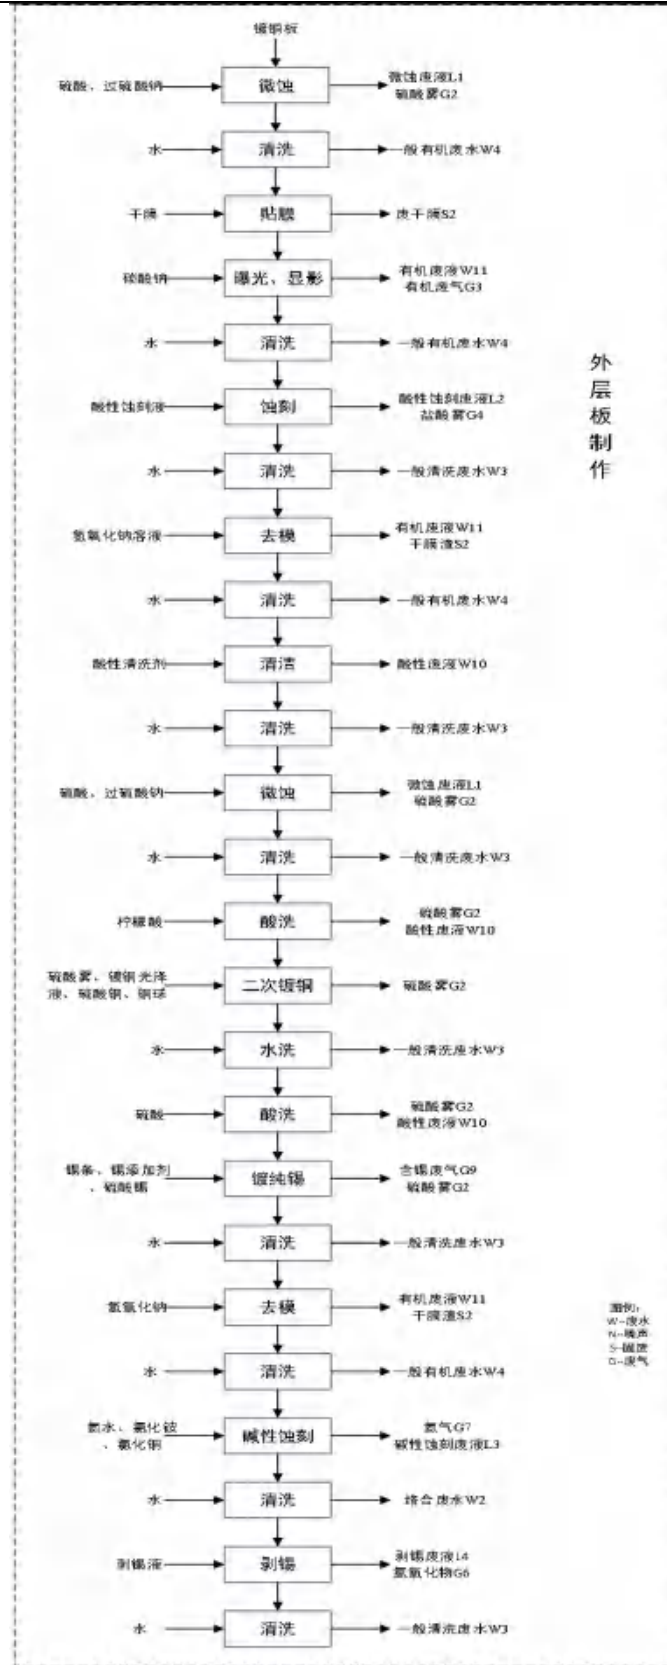 镀铜板
硫酸、过硫酸钠
微蚀
微蚀废液L1
硫酸雾G2
水
清洗
一般有机废水W4
干膜
贴膜
废干膜S2
碳酸钠
曝光、显影
有机废液W11
有机废气G3
水
清洗
一般有机废水W4
酸性蚀刻液
蚀刻
酸性蚀刻废液L2
盐酸雾G4
水
清洗
一般清洗废水W3
氢氧化钠溶液
去模
有机废液W11
干膜渣S2
水
清洗
一般有机废水W4
酸性清洗剂
清洁
酸性废液W10
水
清洗
一般清洗废水W3
硫酸、过硫酸钠
微蚀
微蚀废液L1
硫酸雾G2
水
清洗
一般清洗废水W3
柠檬酸
酸洗
硫酸雾G2
酸性废液W10
硫酸雾、镀铜光泽
液、硫酸铜、铜球
二次镀铜
硫酸雾G2
水
水洗
一般清洗废水W3
硫酸
酸洗
硫酸雾G2
酸性废液W10
锡条、锡添加剂
、硫酸锡
镀纯锡
含锡废气G9
硫酸雾G2
水
清洗
一般清洗废水W3
氢氧化钠
去模
有机废液W11
干膜渣S2
水
清洗
一般有机废水W4
氨水、氯化铵
、氯化铜
碱性蚀刻
氨气G7
碱性蚀刻废液L3
水
清洗
络合废水W2
剥锡液
剥锡
剥锡废液L4
氮氧化物G6
水
清洗
一般清洗废水W3
外层板制作
图例：
W--废水
N--噪声
S--固废
G--废气